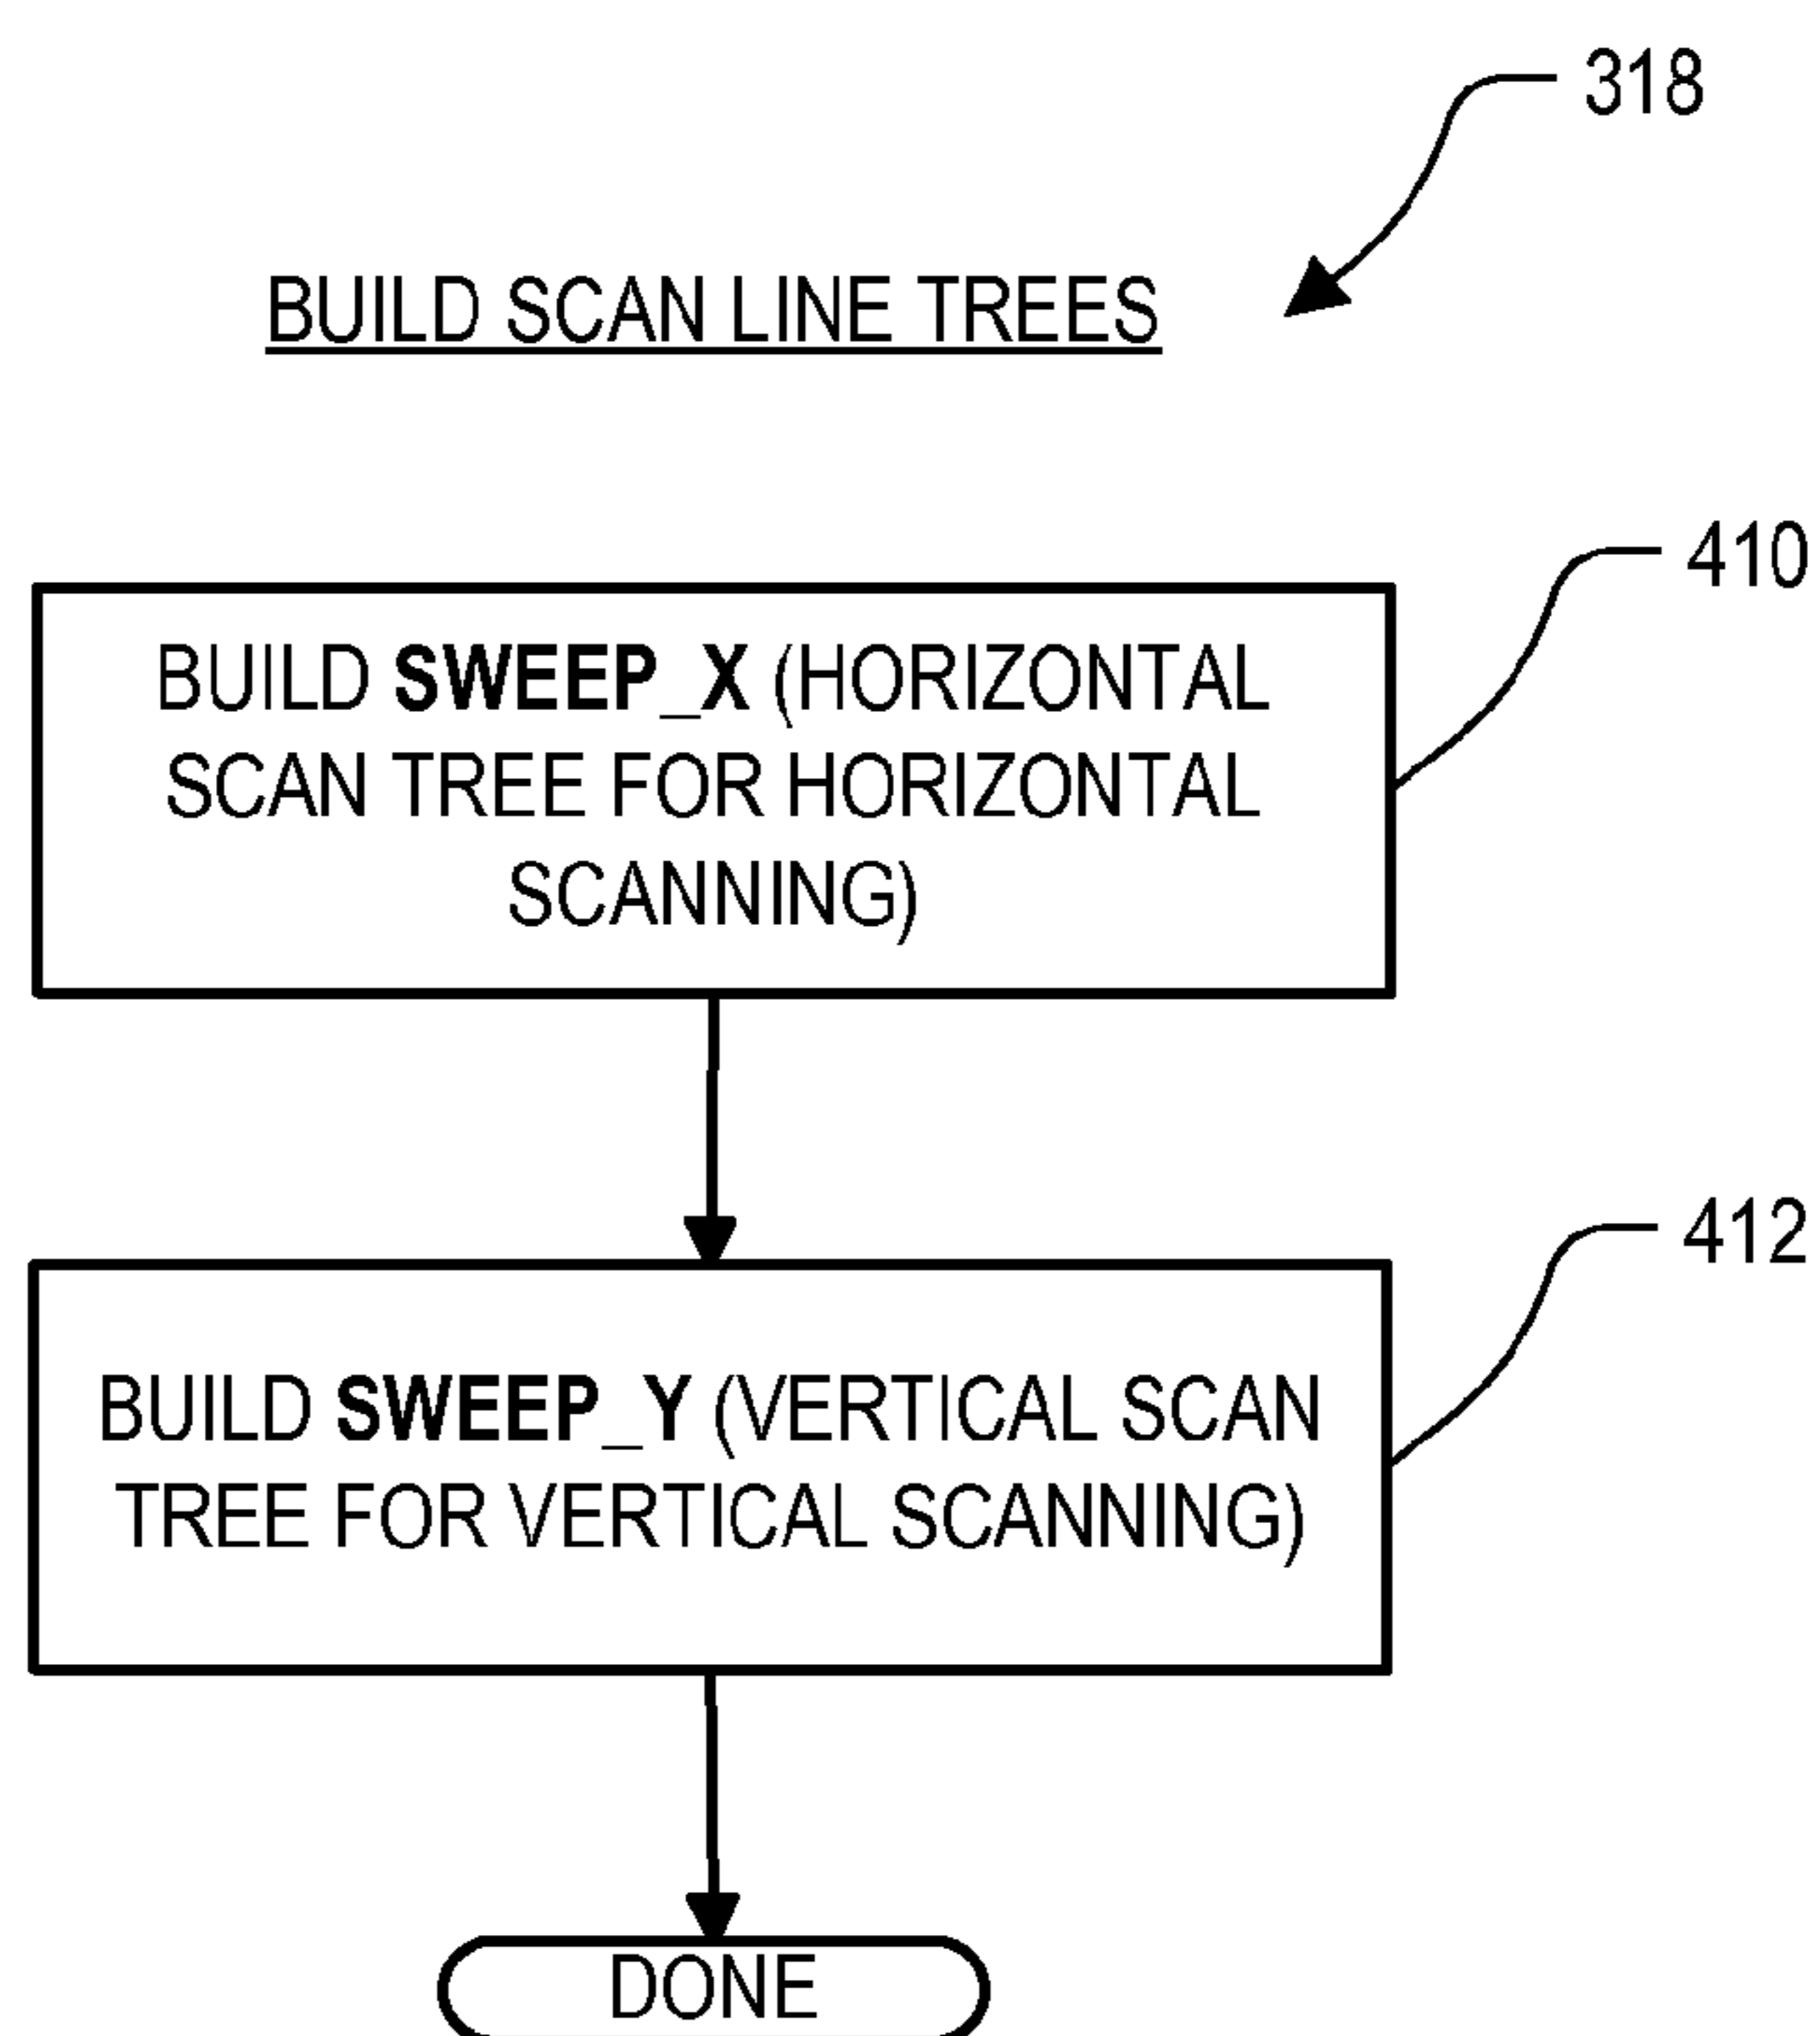 318
BUILD SCAN LINE TREES
410
BUILD SWEEP_X (HORIZONTAL
SCAN TREE FOR HORIZONTAL
SCANNING)
412
BUILD SWEEP_Y (VERTICAL SCAN
TREE FOR VERTICAL SCANNING)
DONE